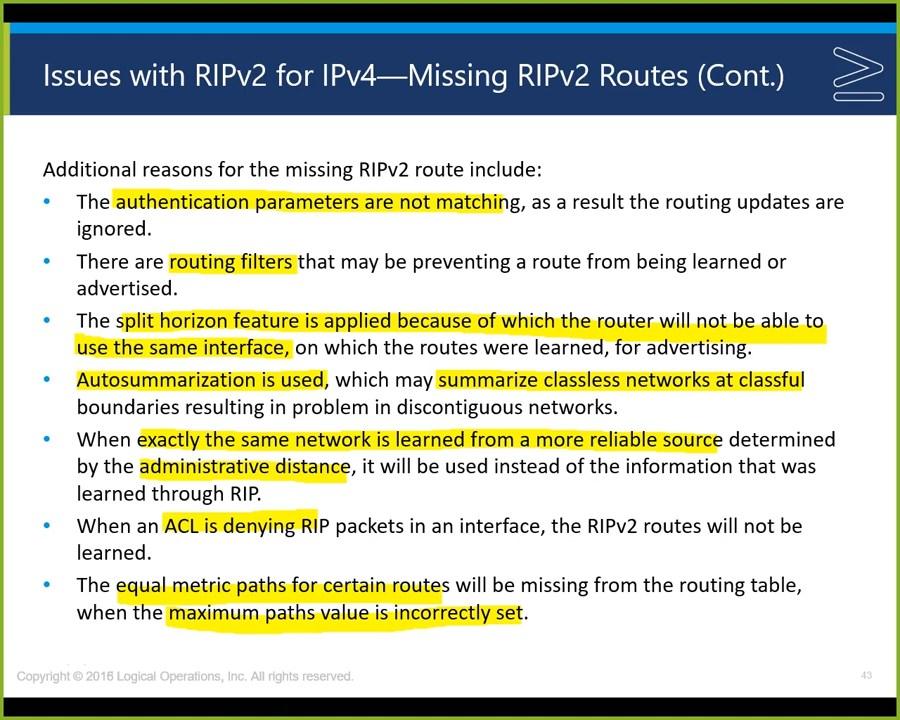 Issues with RIPv2 for IPv4—Missing RIPv2 Routes (Cont.)
Additional reasons for the missing RIPv2 route include:
• The authentication parameters are not matching, as a result the routing updates are
ignored.
• There are routing filters that may be preventing a route from being learned or
advertised.
• The split horizon feature is applied because of which the router will not be able to
use the same interface, on which the routes were learned, for advertising.
• Autosummarization is used, which may summarize classless networks at classful
boundaries resulting in problem in discontiguous networks.
• When exactly the same network is learned from a more reliable source determined
by the administrative distance, it will be used instead of the information that was
learned through RIP.
• When an ACL is denying RIP packets in an interface, the RIPv2 routes will not be
learned.
• The equal metric paths for certain routes will be missing from the routing table,
when the maximum paths value is incorrectly set.
Copyright © 2016 Logical Operations, Inc. All rights reserved.
43